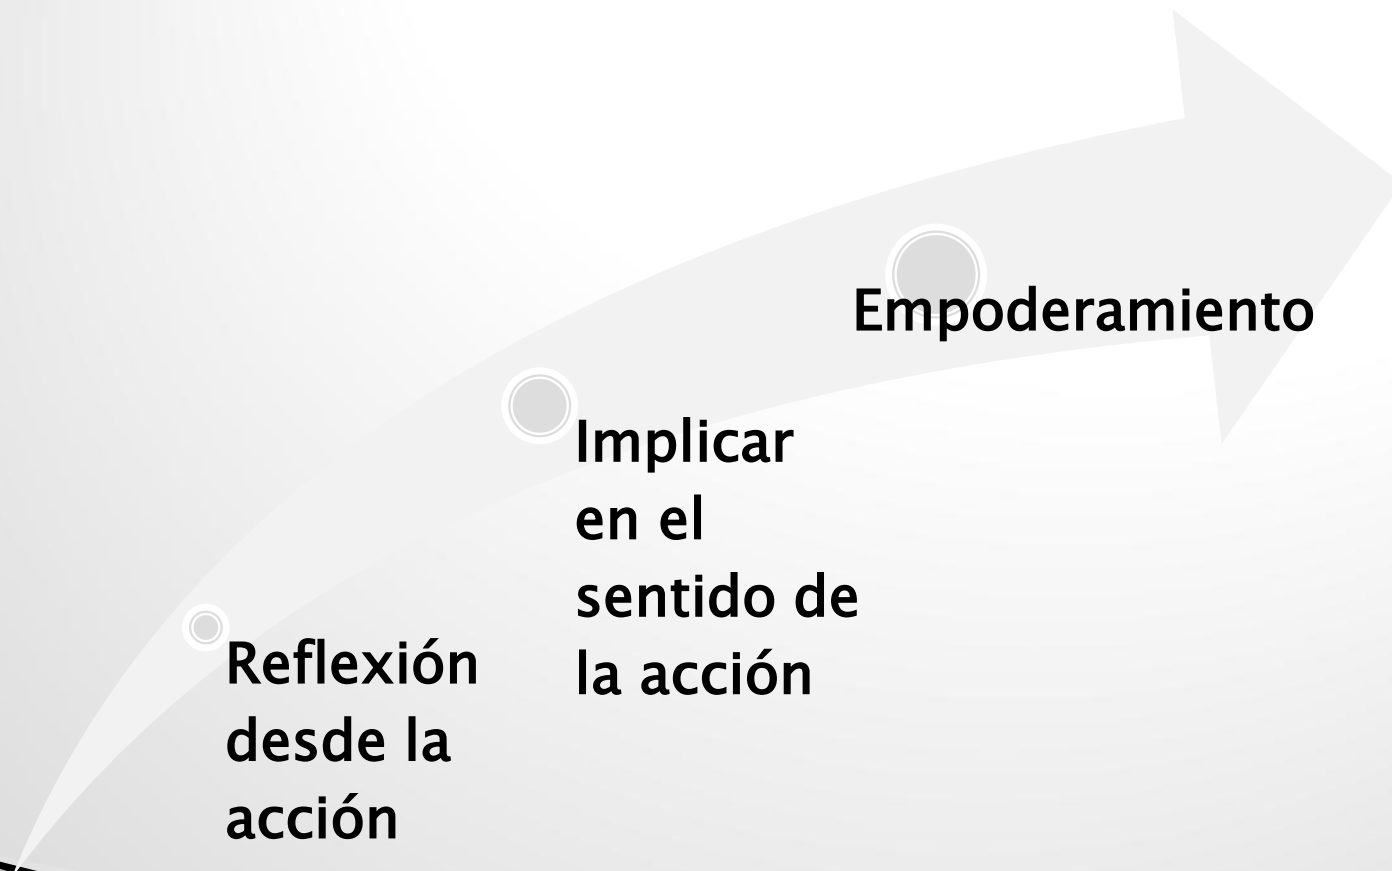 Empoderamiento
Implicar
en el
sentido de
la acción
Reflexión
desde la
acción